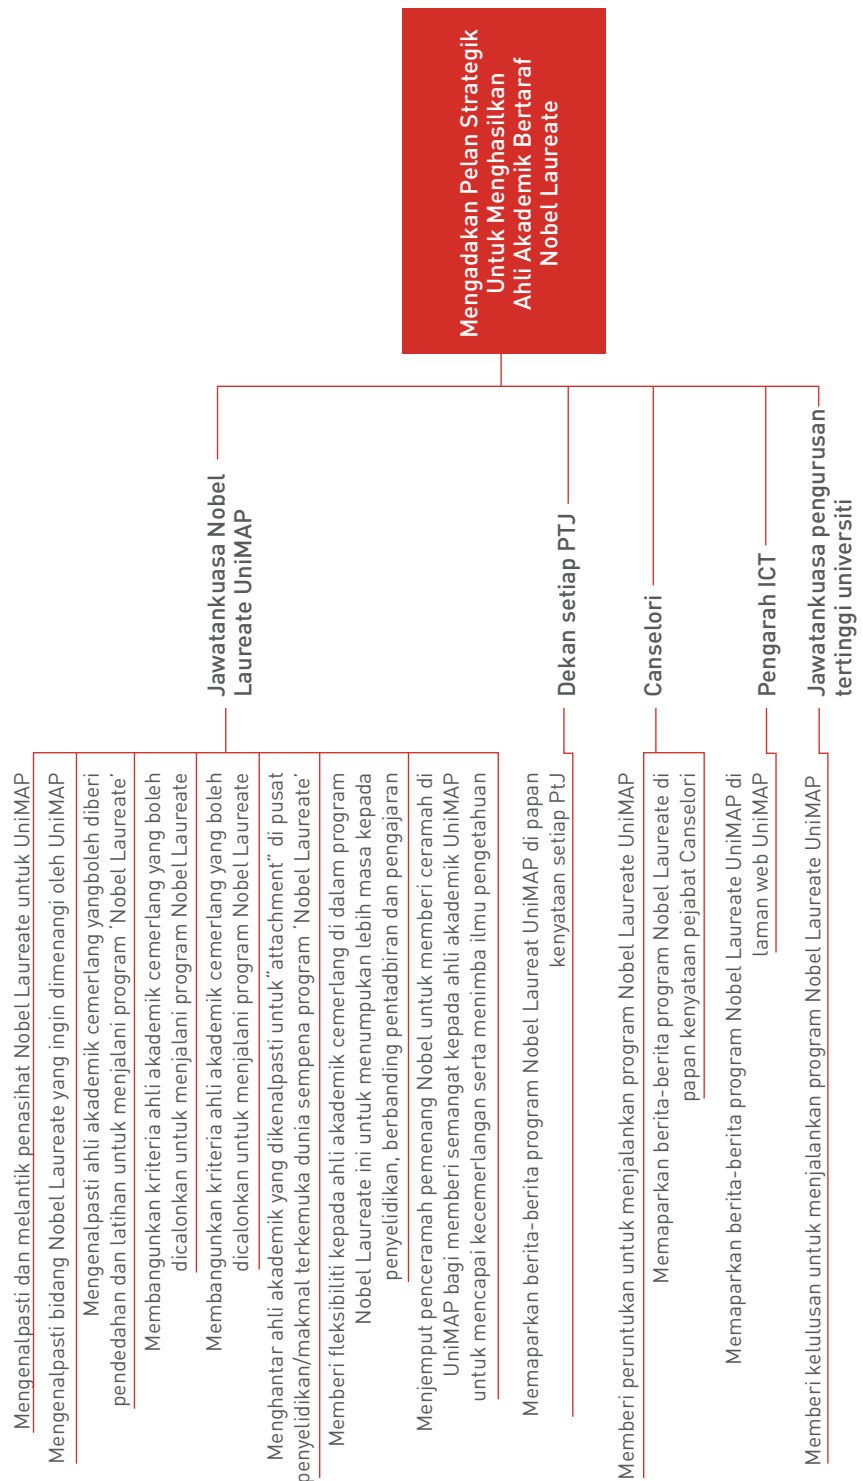 Mengadakan Pelan Strategik
Untuk Menghasilkan
Ahli Akademik Bertaraf
Nobel Laureate
Jawatankuasa Nobel
Laureate UniMAP
Mengenalpasti dan melantik penasihat Nobel Laureate untuk UniMAP
Mengenalpasti bidang Nobel Laureate yang ingin dimenangi oleh UniMAP
Mengenalpasti ahli akademik cemerlang yangboleh diberi
pendedahan dan latihan untuk menjalani program ‘Nobel Laureate’
Membangunkan kriteria ahli akademik cemerlang yang boleh
dicalonkan untuk menjalani program Nobel Laureate
Membangunkan kriteria ahli akademik cemerlang yang boleh
dicalonkan untuk menjalani program Nobel Laureate
Menghantar ahli akademik yang dikenalpasti untuk“attachment” di pusat
penyelidikan/makmal terkemuka dunia sempena program ‘Nobel Laureate’
Memberi fleksibiliti kepada ahli akademik cemerlang di dalam program
Nobel Laureate ini untuk menumpukan lebih masa kepada
penyelidikan, berbanding pentadbiran dan pengajaran
Menjemput penceramah pemenang Nobel untuk memberi ceramah di
UniMAP bagi memberi semangat kepada ahli akademik UniMAP
untuk mencapai kecemerlangan serta menimba ilmu pengetahuan
Dekan setiap PTJ
Memaparkan berita-berita program Nobel Laureat UniMAP di papan
kenyataan setiap PtJ
Canselori
Memberi peruntukan untuk menjalankan program Nobel Laureate UniMAP
Memaparkan berita-berita program Nobel Laureate di
papan kenyataan pejabat Canselori
Pengarah ICT
Memaparkan berita-berita program Nobel Laureate UniMAP di
laman web UniMAP
Jawatankuasa pengurusan
tertinggi universiti
Memberi kelulusan untuk menjalankan program Nobel Laureate UniMAP